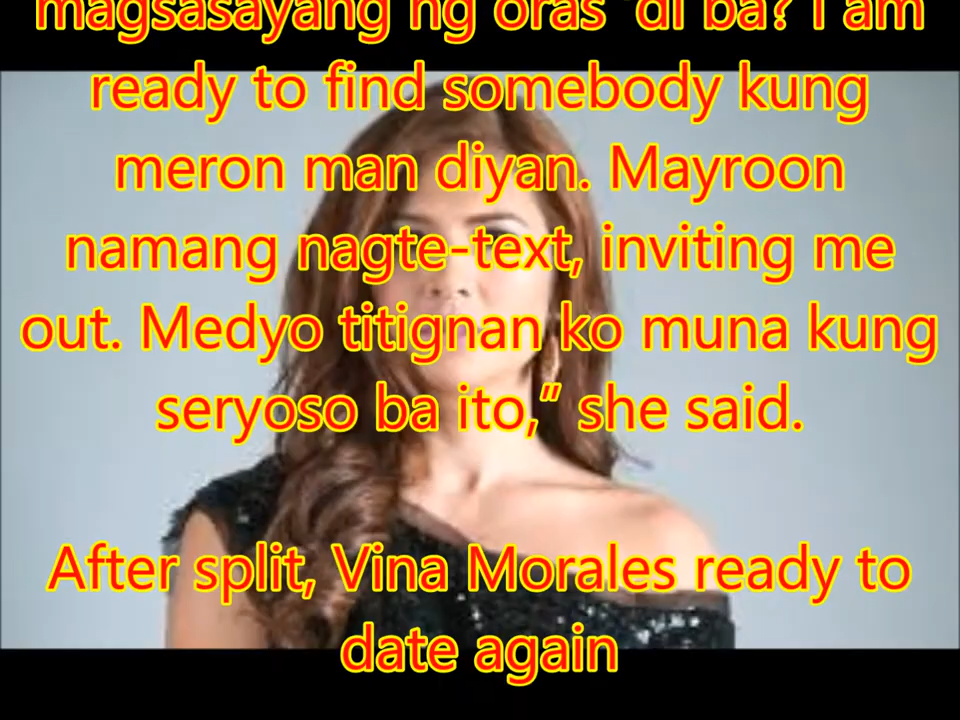 magsasayang ng oras 'di ba? I am
ready to find somebody kung
meron man diyan. Mayroon
namang nagte-text, inviting me
out. Medyo titignan ko muna kung
seryoso ba ito,” she said.
After split, Vina Morales ready to
date again